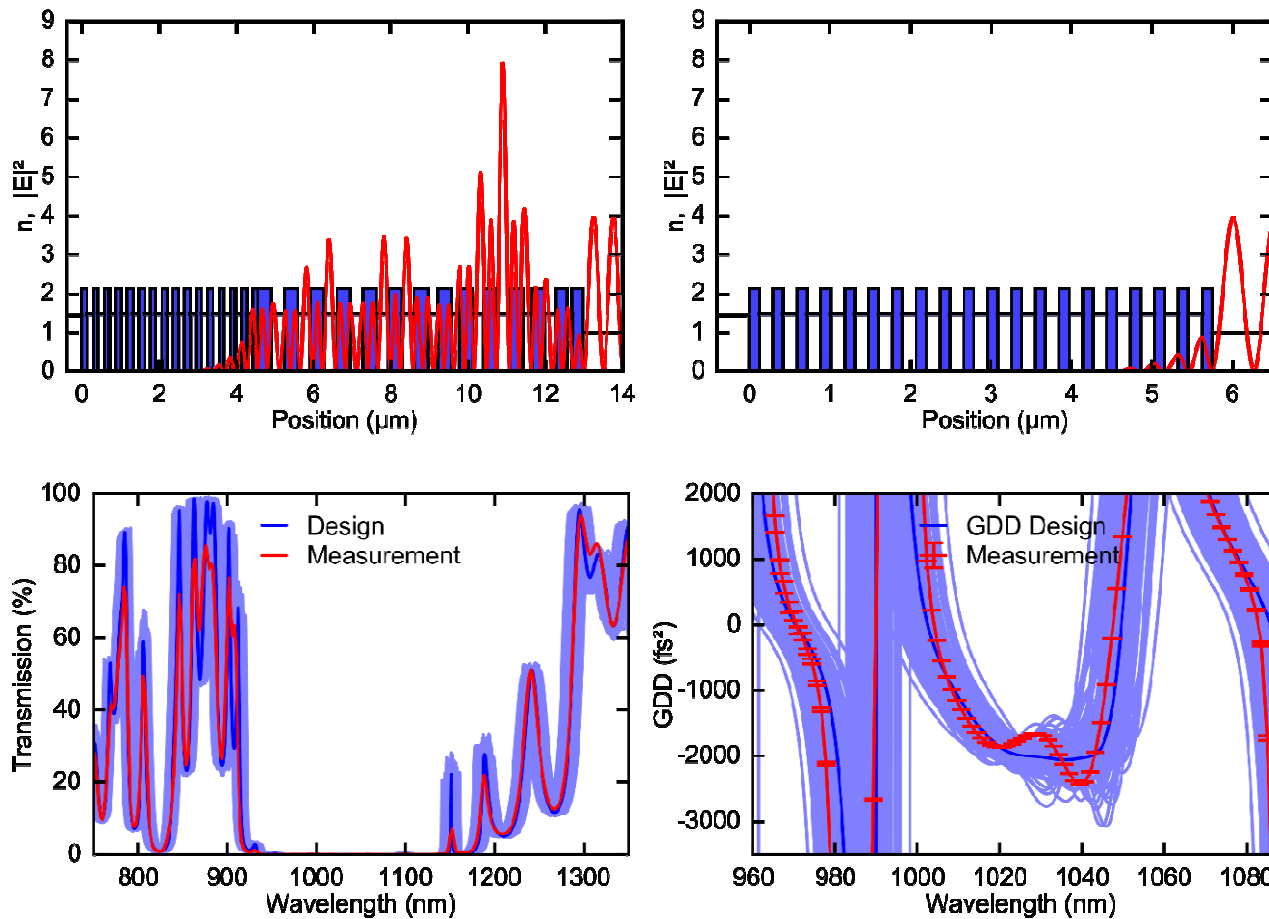 9
8
7
6
5
4
3
2
1
0
n, |E|²
0 2 4 6 8 10 12 14
Position (µm)
9
8
7
6
5
4
3
2
1
0
n, |E|²
0 1 2 3 4 5 6
Position (µm)
100
80
60
40
20
0
Transmission (%)
Design
Measurement
800 900 1000 1100 1200 1300
Wavelength (nm)
2000
1000
0
-1000
-2000
-3000
GDD (fs²)
GDD Design
Measurement
960 980 1000 1020 1040 1060 1080
Wavelength (nm)